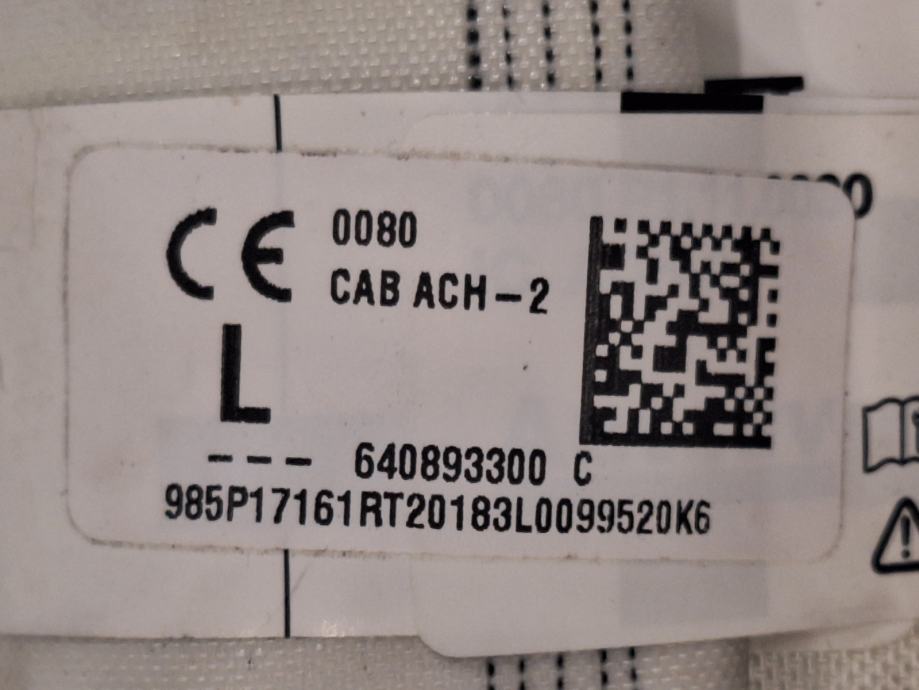 CE 0080
CAB ACH-2
L
--- 640893300 C
985P17161RT20183L0099520K6